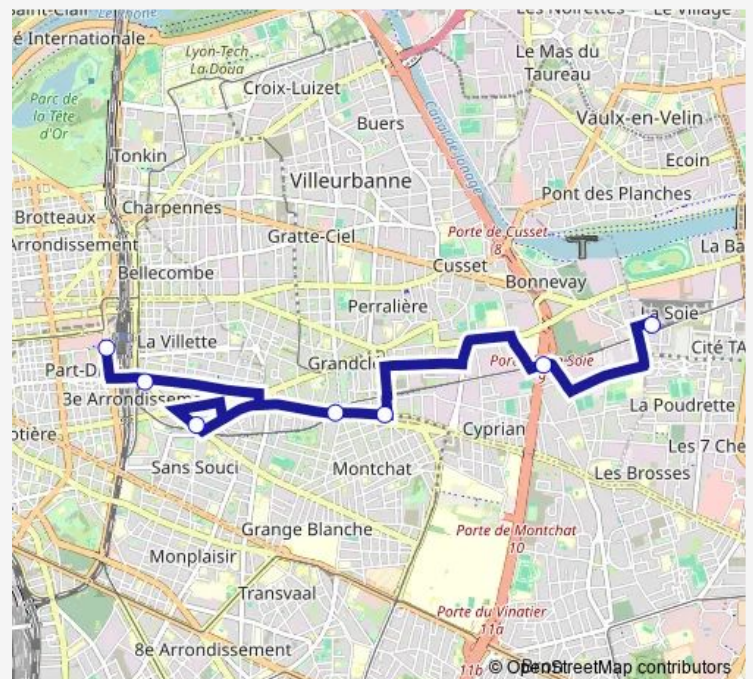 Les Noirettes
Le Village
é Internationale
Lyon-Tech
La Doua
Le Mas du
Taureau
Croix-Luizet
Parc de
la Tête
d'Or
Buers
Canal de Jonage
Vaulx-en-Velin
Tonkin
Ecoin
Villeurbanne
Pont des Planches
Brotteaux
Charpennes
Arrondissement
Gratte-Ciel
Porte de Cusset
8
La Ba
Cusset
Bellecombe
Bonnevay
Perralière
La Soie
La Villette
Grandcl
Soie
9
Cité TA
Part-D
3e Arrondisseme
La Poudrette
otière
Cyprian
Les 7 Che
Sans Souci
Montchat
Les Brosses
Grange Blanche
Porte de Montchat
10
Monplaisir
Transvaal
Porte du Vinatier
11a
8e Arrondissement
11b
© OpenStreetMap contributors